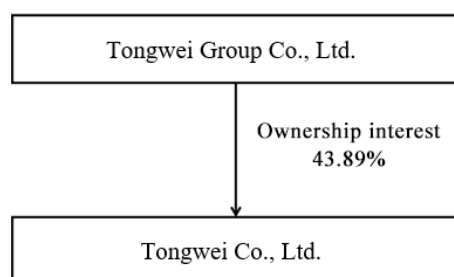 Tongwei Group Co., Ltd.
Ownership interest
43.89%
Tongwei Co., Ltd.